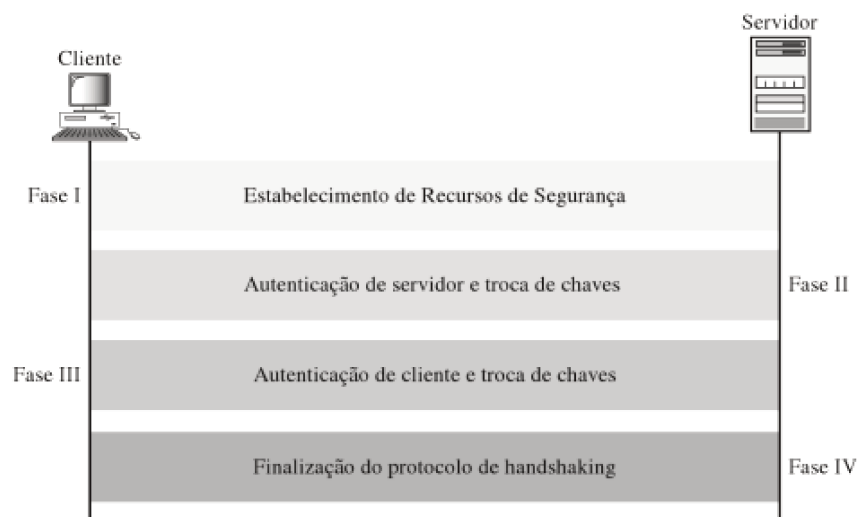 Servidor
Cliente
Fase I
Estabelecimento de Recursos de Segurança
Autenticação de servidor e troca de chaves
Fase II
Fase III
Autenticação de cliente e troca de chaves
Finalização do protocolo de handshaking
Fase IV